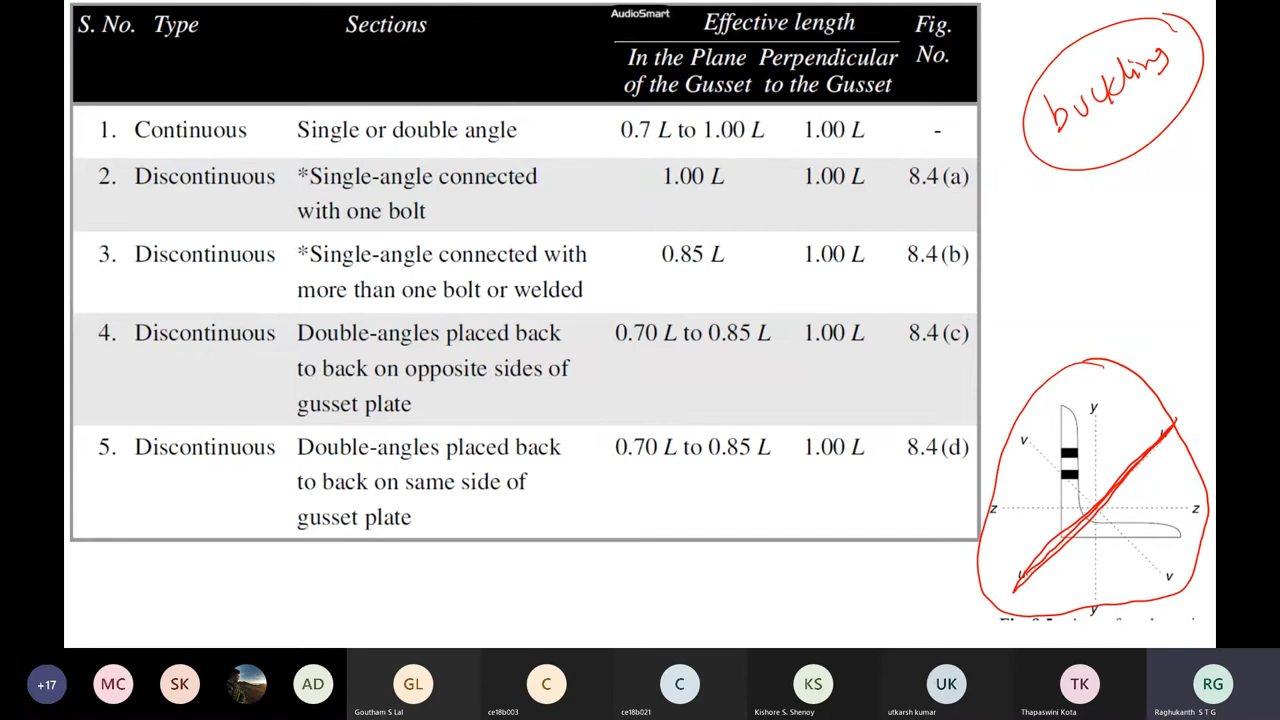 AudioSmart
S. No. Type Sections Effective length Fig.
No.
In the Plane Perpendicular
of the Gusset to the Gusset
1. Continuous Single or double angle 0.7 L to 1.00 L 1.00 L -
2. Discontinuous *Single-angle connected 1.00 L 1.00 L 8.4 (a)
with one bolt
3. Discontinuous *Single-angle connected with 0.85 L 1.00 L 8.4 (b)
more than one bolt or welded
4. Discontinuous Double-angles placed back 0.70 L to 0.85 L 1.00 L 8.4 (c)
to back on opposite sides of
gusset plate
5. Discontinuous Double-angles placed back 0.70 L to 0.85 L 1.00 L 8.4 (d)
to back on same side of
gusset plate
buckling
y
v
z z
u v
y
+17 MC SK AD GL C C KS UK TK RG
Goutham S Lal ce18b003 ce18b021 Kishore S. Shenoy utkarsh kumar Thapaswini Kota Raghukanth S T G